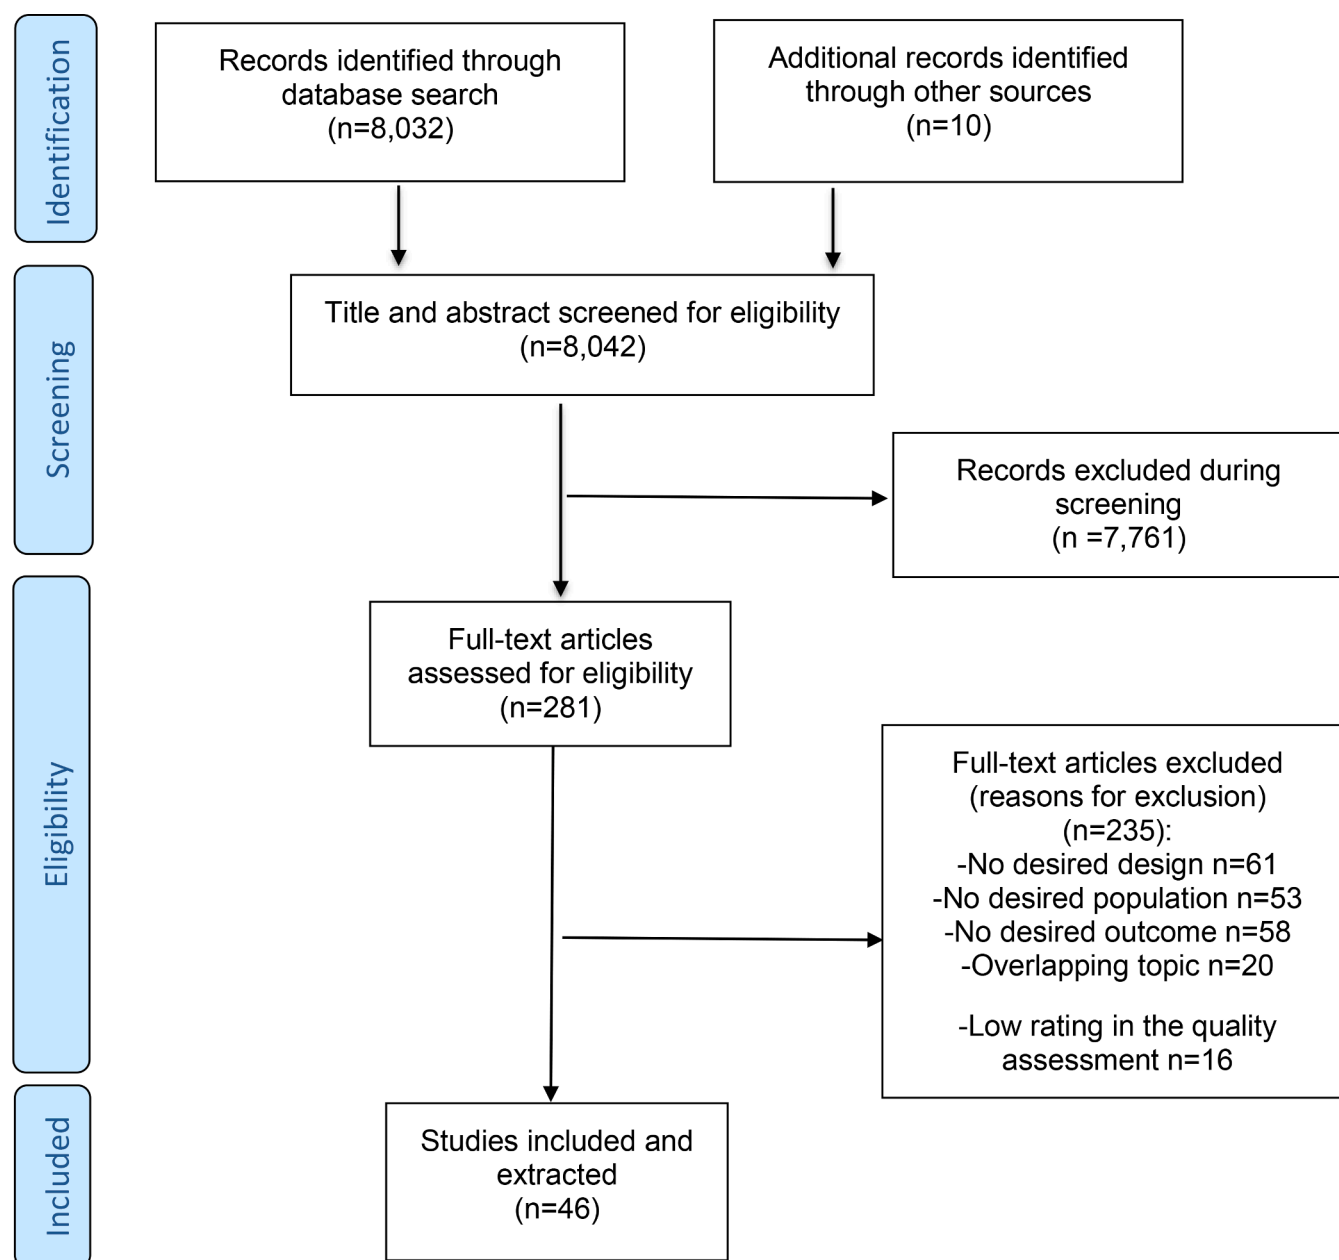 Identification
Records identified through
database search
(n=8,032)
Additional records identified
through other sources
(n=10)
Screening
Title and abstract screened for eligibility
(n=8,042)
Records excluded during
screening
(n =7,761)
Eligibility
Full-text articles
assessed for eligibility
(n=281)
Full-text articles excluded
(reasons for exclusion)
(n=235):
-No desired design n=61
-No desired population n=53
-No desired outcome n=58
-Overlapping topic n=20
-Low rating in the quality
assessment n=16
Included
Studies included and
extracted
(n=46)